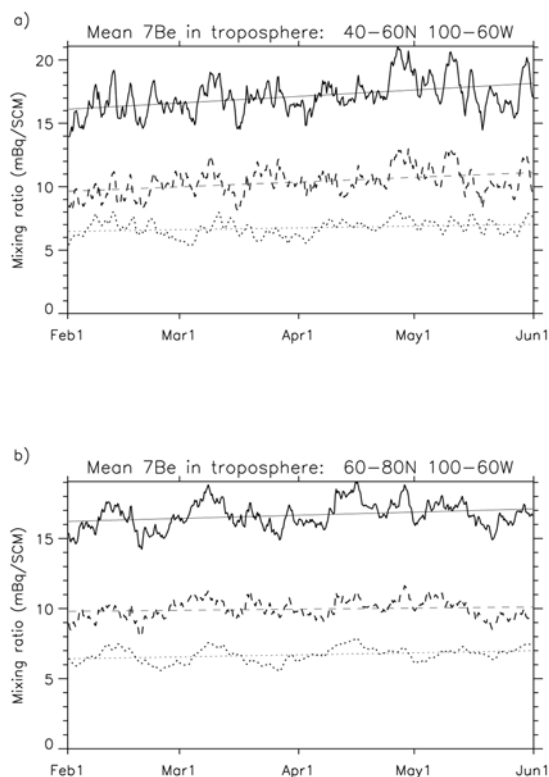 a)
Mean 7Be in troposphere: 40-60N 100-60W
Mixing ratio (mBq/SCM)
20
15
10
5
0
Feb1 Mar1 Apr1 May1 Jun1
b)
Mean 7Be in troposphere: 60-80N 100-60W
Mixing ratio (mBq/SCM)
15
10
5
0
Feb1 Mar1 Apr1 May1 Jun1